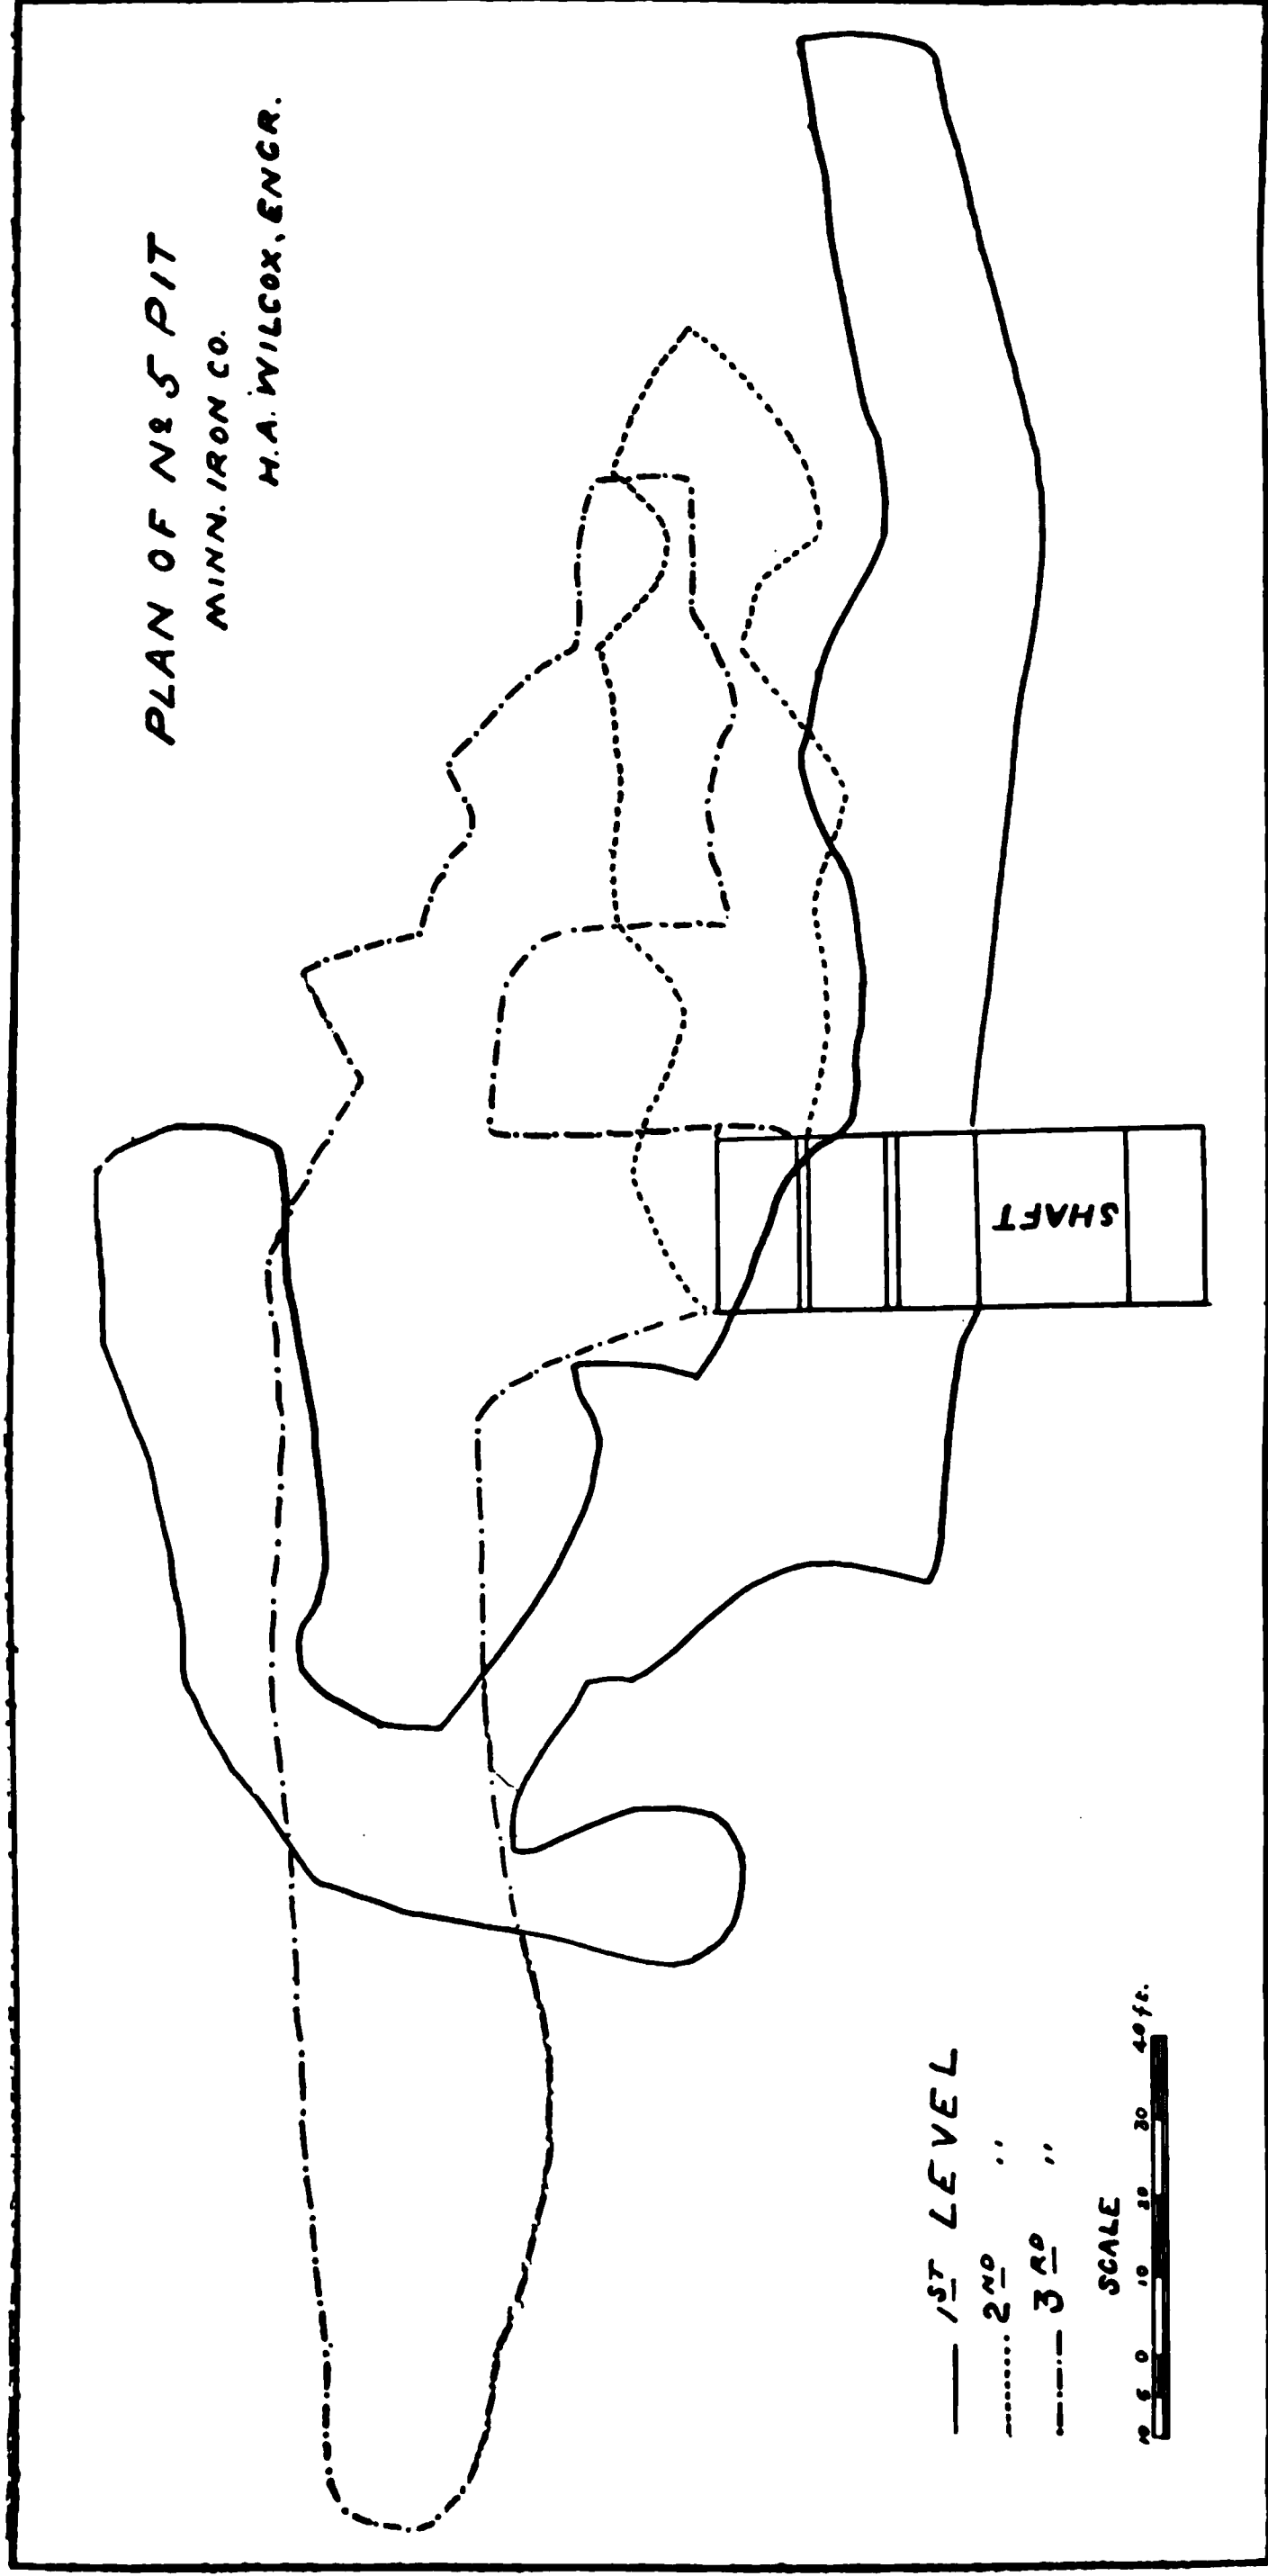 PLAN OF Nº 5 PIT
MINN. IRON CO.
H.A. WILCOX, ENGR.
SHAFT
1ST LEVEL
2ND "
3RD "
SCALE
10 5 0 10 20 30 40 ft.